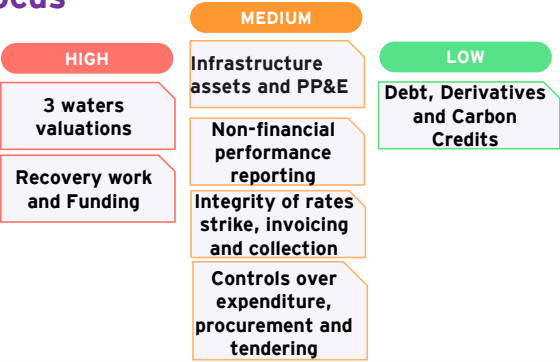 HIGH
3 waters
valuations
Recovery work
and Funding
MEDIUM
Infrastructure
assets and PP&E
Non-financial
performance
reporting
Integrity of rates
strike, invoicing
and collection
Controls over
expenditure,
procurement and
tendering
LOW
Debt, Derivatives
and Carbon
Credits